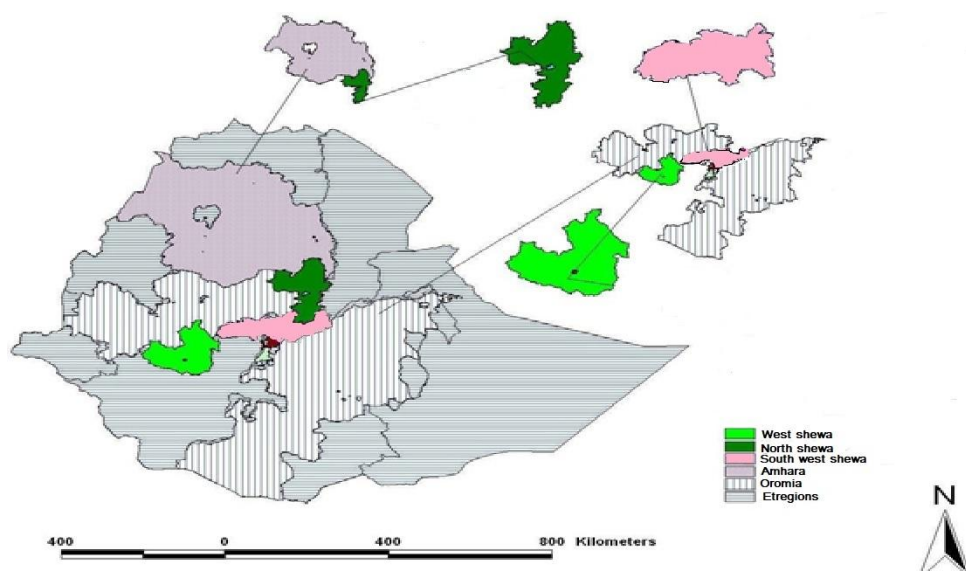 West shewa
North shewa
South west shewa
Amhara
Oromia
Etregions
N
400 0 400 800 Kilometers